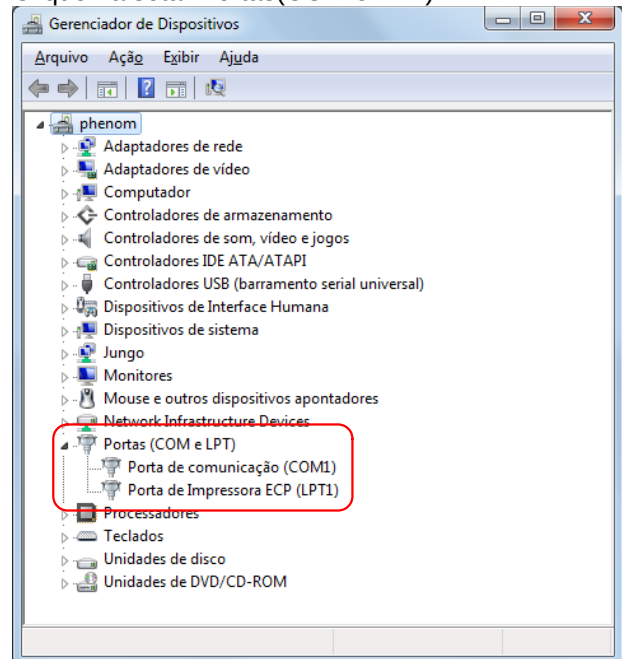 Gerenciador de Dispositivos
Arquivo Ação Exibir Ajuda
phenom
Adaptadores de rede
Adaptadores de vídeo
Computador
Controladores de armazenamento
Controladores de som, vídeo e jogos
Controladores IDE ATA/ATAPI
Controladores USB (barramento serial universal)
Dispositivos de Interface Humana
Dispositivos de sistema
Jungo
Monitores
Mouse e outros dispositivos apontadores
Network Infrastructure Devices
Portas (COM e LPT)
Porta de comunicação (COM1)
Porta de Impressora ECP (LPT1)
Processadores
Teclados
Unidades de disco
Unidades de DVD/CD-ROM